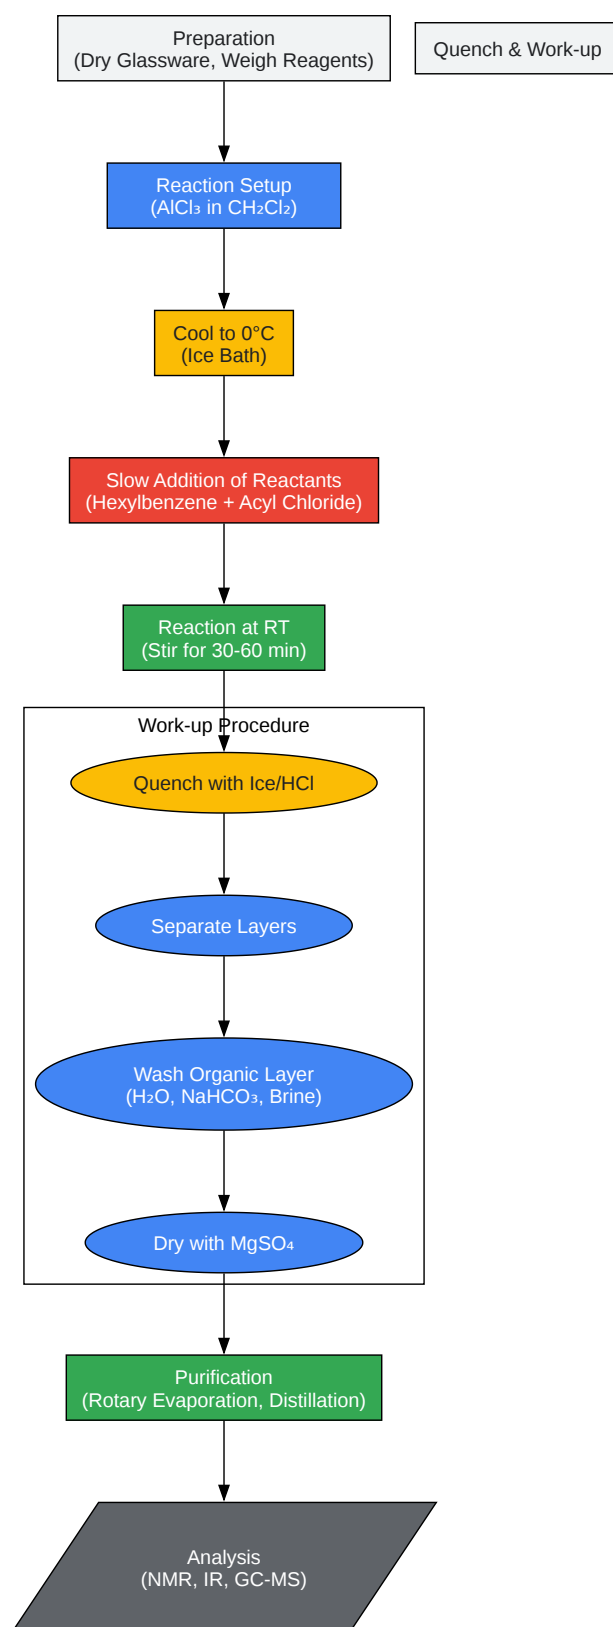 Preparation
(Dry Glassware, Weigh Reagents)
Quench & Work-up
Reaction Setup
(AlCl₃ in CH₂Cl₂)
Cool to 0°C
(Ice Bath)
Slow Addition of Reactants
(Hexylbenzene + Acyl Chloride)
Reaction at RT
(Stir for 30-60 min)
Work-up Procedure
Quench with Ice/HCl
Separate Layers
Wash Organic Layer
(H₂O, NaHCO₃, Brine)
Dry with MgSO₄
Purification
(Rotary Evaporation, Distillation)
Analysis
(NMR, IR, GC-MS)